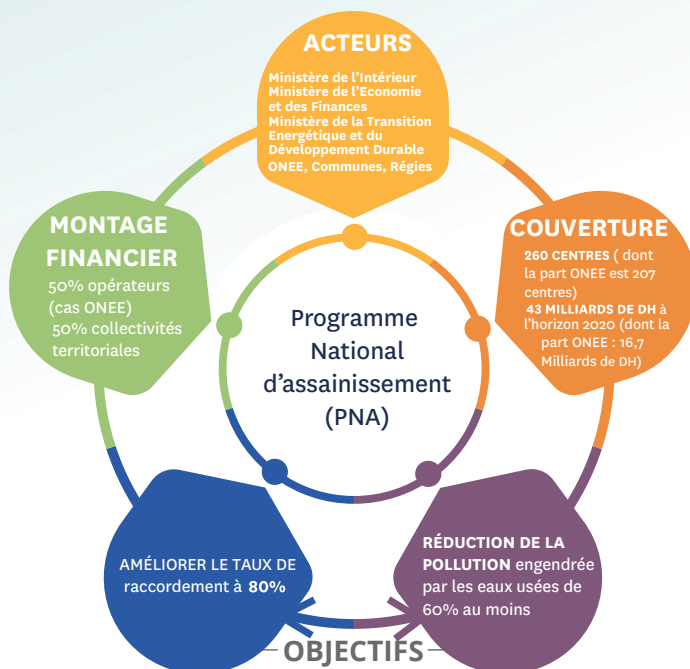 ACTEURS
Ministère de l'Intérieur
Ministère de l'Economie
et des Finances
Ministère de la Transition
Energétique et du
Développement Durable
ONEE, Communes, Régies
MONTAGE
FINANCIER
50% opérateurs
(cas ONEE)
50% collectivités
territoriales
COUVERTURE
260 CENTRES ( dont
la part ONEE est 207
centres)
43 MILLIARDS DE DH à
l'horizon 2020 (dont la
part ONEE : 16,7
Milliards de DH)
Programme
National
d'assainissement
(PNA)
AMÉLIORER LE TAUX DE
raccordement à 80%
RÉDUCTION DE LA
POLLUTION engendrée
par les eaux usées de
60% au moins
OBJECTIFS